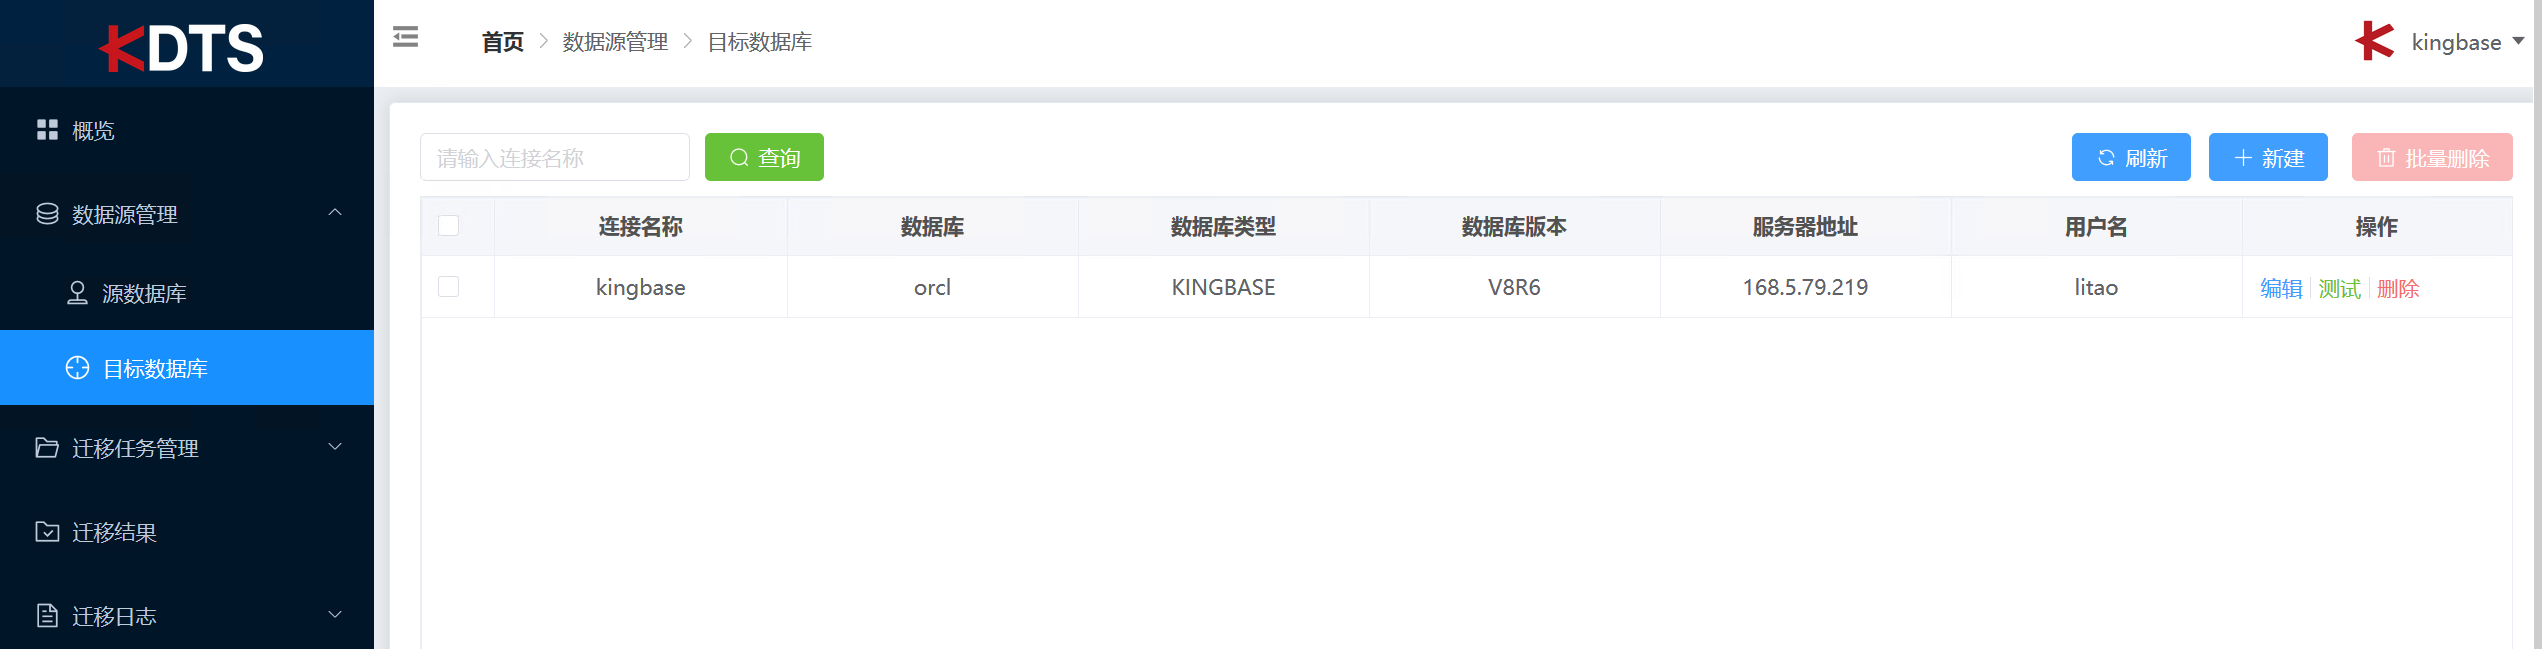 KDTS
首页 > 数据源管理 > 目标数据库
kingbase
概览
数据源管理
源数据库
目标数据库
迁移任务管理
迁移结果
迁移日志
请输入连接名称 查询 刷新 新建 批量删除
连接名称 数据库 数据库类型 数据库版本 服务器地址 用户名 操作
kingbase orcl KINGBASE V8R6 168.5.79.219 litao 编辑 测试 删除